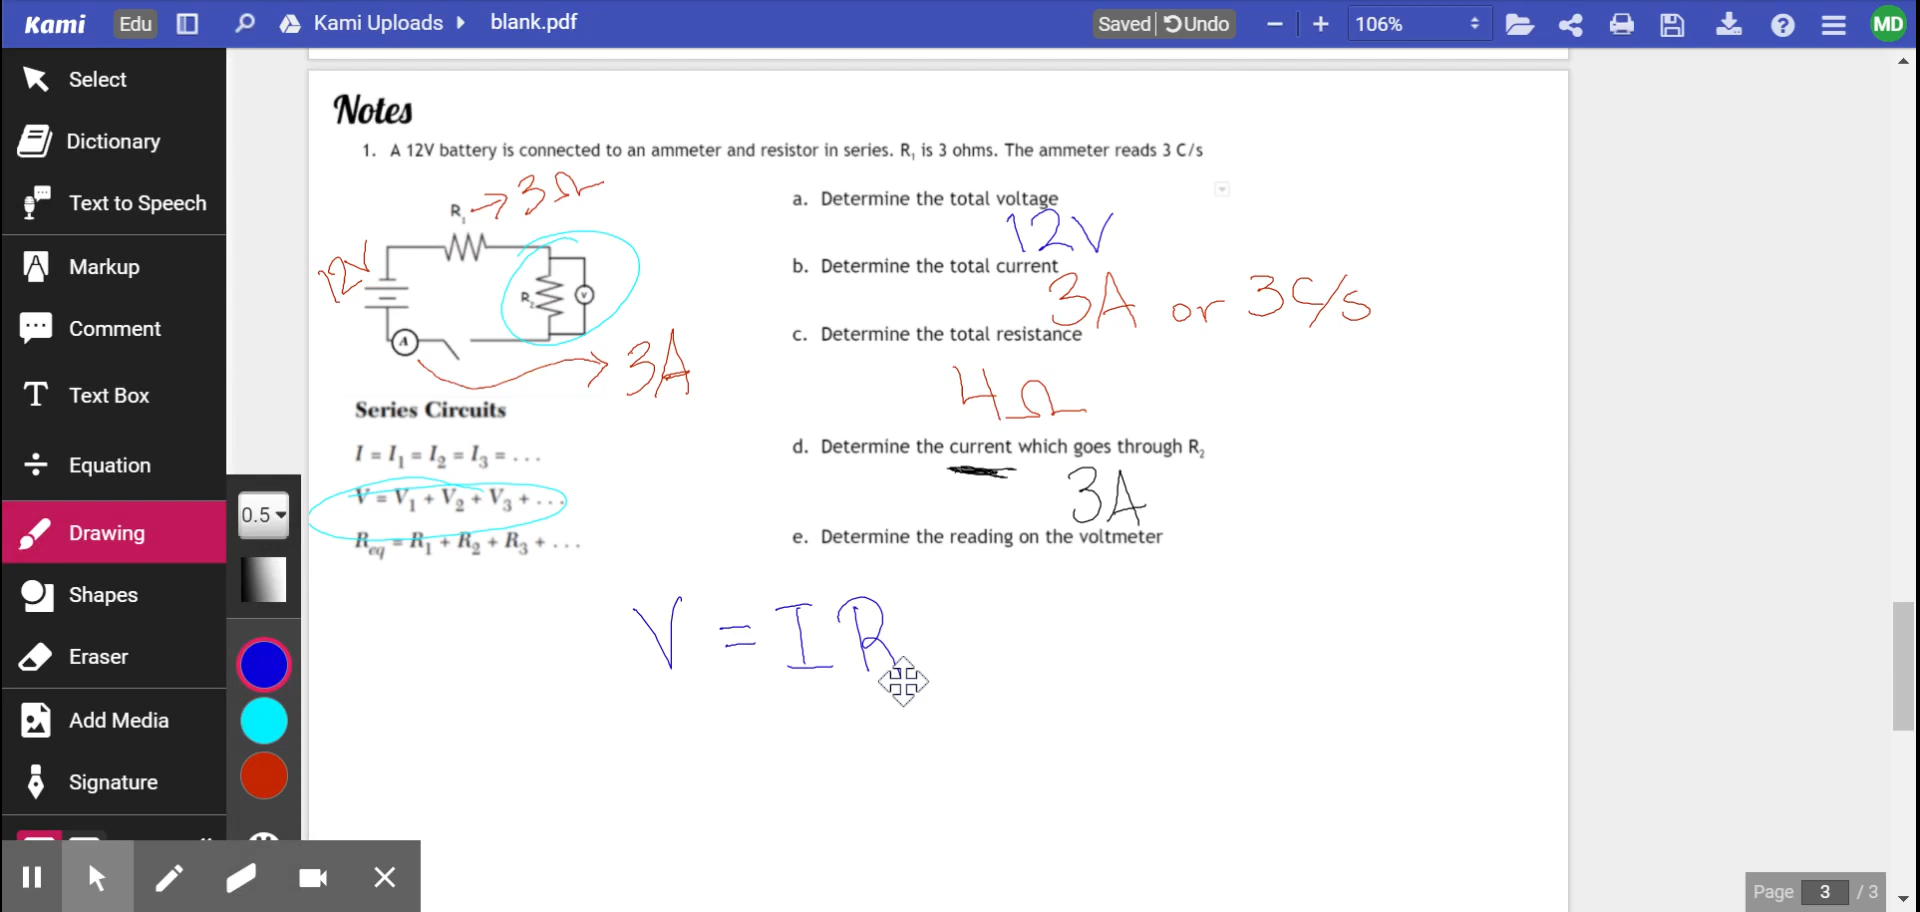 Kami Edu Kami Uploads blank.pdf Saved Undo 106% MD
Select
Dictionary
Text to Speech
Markup
Comment
Text Box
Equation
Drawing
Shapes
Eraser
Add Media
Signature
0.5
Notes
1. A 12V battery is connected to an ammeter and resistor in series. R₁ is 3 ohms. The ammeter reads 3 C/s
R₁ → 3Ω
12V
R₂ V
A
3A
Series Circuits
I = I₁ = I₂ = I₃ = . . .
V = V₁ + V₂ + V₃ + . . .
R_eq = R₁ + R₂ + R₃ + . . .
a. Determine the total voltage
12V
b. Determine the total current
3A or 3C/s
c. Determine the total resistance
4Ω
d. Determine the current which goes through R₂
3A
e. Determine the reading on the voltmeter
V = IR
Page 3 / 3